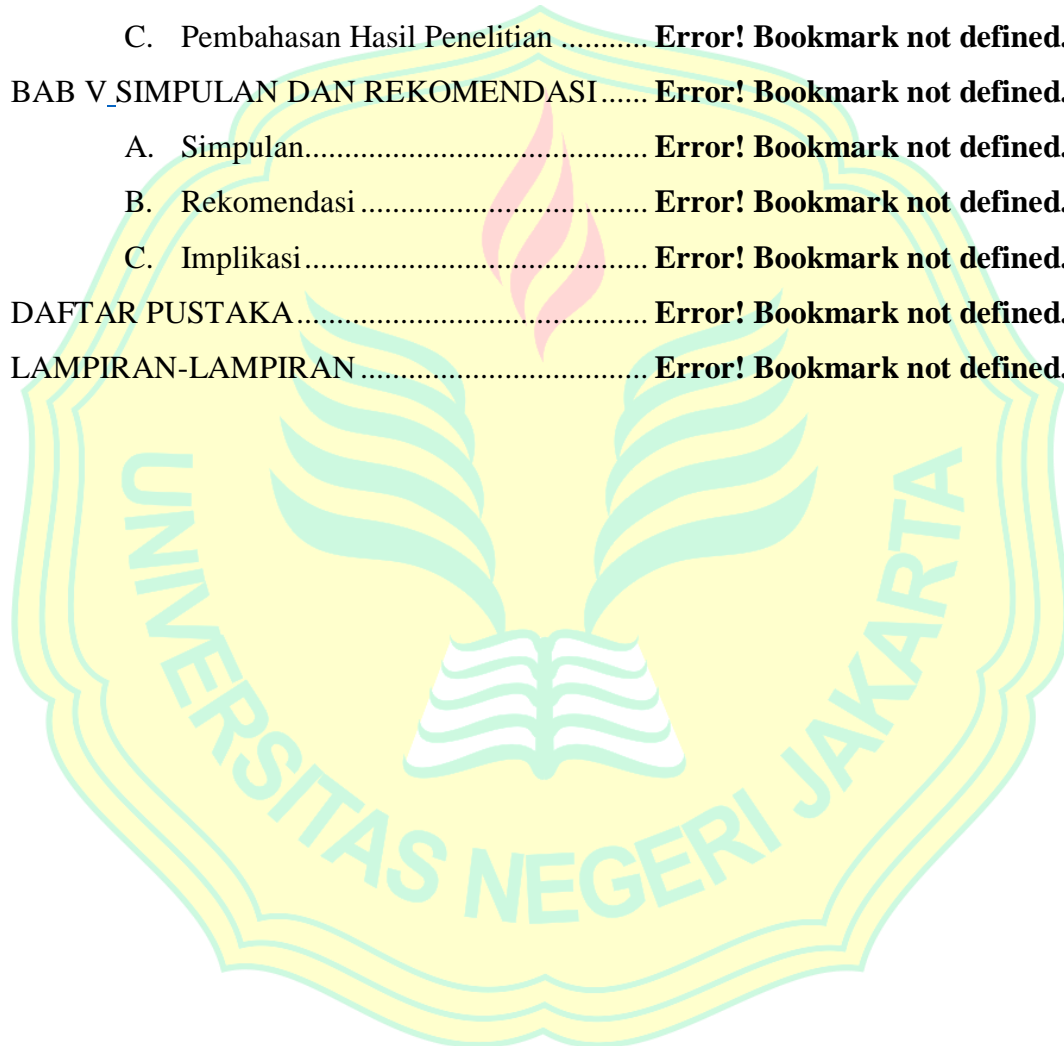 C. Pembahasan Hasil Penelitian ........... Error! Bookmark not defined.
BAB V SIMPULAN DAN REKOMENDASI...... Error! Bookmark not defined.
A. Simpulan........................................... Error! Bookmark not defined.
B. Rekomendasi .................................... Error! Bookmark not defined.
C. Implikasi........................................... Error! Bookmark not defined.
DAFTAR PUSTAKA............................................ Error! Bookmark not defined.
LAMPIRAN-LAMPIRAN .................................... Error! Bookmark not defined.
UNIVERSITAS NEGERI JAKARTA